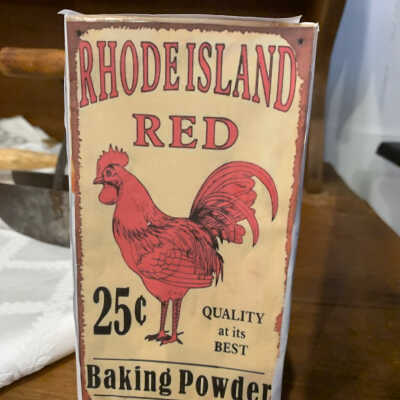 RHODE ISLAND
RED
25¢
QUALITY
at its
BEST
Baking Powder